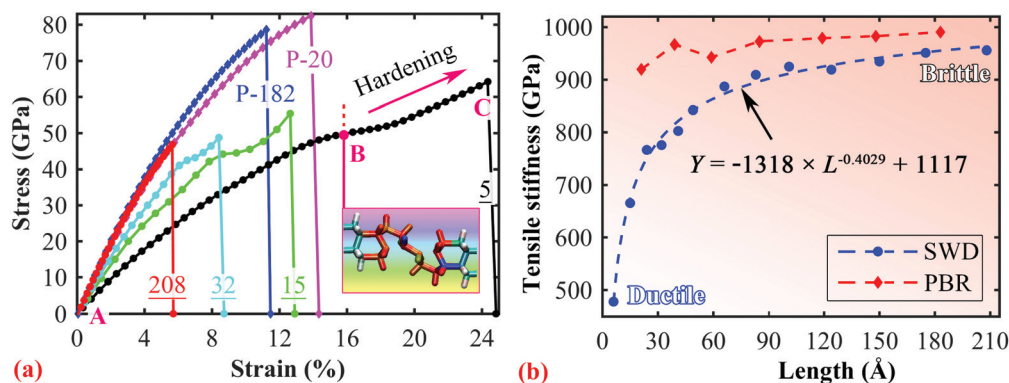 Stress (GPa)
80
70
60
50
40
30
20
10
0
P-20
P-182
Hardening
C
B
5
208
32
15
A
0
4
8
12
16
20
24
Strain (%)
(a)
Tensile stiffness (GPa)
1000
900
800
700
600
500
Brittle
Y = -1318 × L^-0.4029 + 1117
SWD
PBR
Ductile
0
30
60
90
120
150
180
210
Length (Å)
(b)